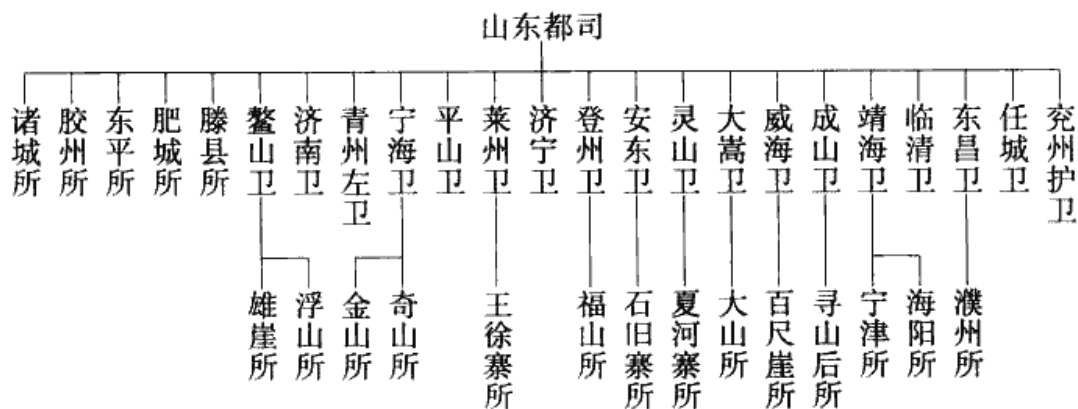 山东都司
诸城所
胶州所
东平所
肥城所
滕县所
鳌山卫
济南卫
青州左卫
宁海卫
平山卫
莱州卫
济宁卫
登州卫
安东卫
灵山卫
大嵩卫
威海卫
成山卫
靖海卫
临清卫
东昌卫
任城卫
兖州护卫
雄崖所
浮山所
金山所
奇山所
王徐寨所
福山所
石旧寨所
夏河寨所
大山所
百尺崖所
寻山后所
宁津所
海阳所
濮州所